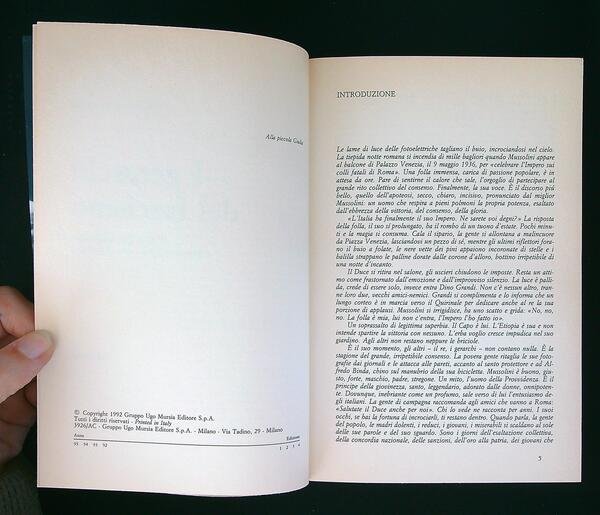 Alla piccola Giulia
© Copyright 1992 Gruppo Ugo Mursia Editore S.p.A.
Tutti i diritti riservati - Printed in Italy
3926/AC - Gruppo Ugo Mursia Editore S.p.A. - Milano - Via Tadino, 29 - Milano
Anno Edizione
95 94 93 92 1 2 3 4
INTRODUZIONE
Le lame di luce delle fotoelettriche tagliano il buio, incrociandosi nel cielo.
La tiepida notte romana si incendia di mille bagliori quando Mussolini appare
al balcone di Palazzo Venezia, il 9 maggio 1936, per «celebrare l'Impero sui
colli fatali di Roma». Una folla immensa, carica di passione popolare, è in
attesa da ore. Pare di sentirne il calore che sale, l'orgoglio di partecipare al
grande rito collettivo del consenso. Finalmente, la sua voce. È il discorso più
bello, quello dell'apoteosi, secco, chiaro, incisivo, pronunciato dal miglior
Mussolini: un uomo che respira a pieni polmoni la propria potenza, esaltato
dall'ebbrezza della vittoria, del consenso, della gloria.
«L'Italia ha finalmente il suo Impero. Ne sarete voi degni?» La risposta
della folla, il suo sì prolungato, ha il rombo di un tuono d'estate. Pochi minu-
ti e la magia si consuma. Cala il sipario, la gente si allontana a malincuore
da Piazza Venezia, lasciandosi un pezzo di sé, mentre gli ultimi riflettori fora-
no il buio a folate, le nere vette dei pini appaiono incoronate di stelle e i
balilla strappano le palline dorate dalle corone d'alloro, bottino irripetibile di
una notte d'incanto.
Il Duce si ritira nel salone, gli uscieri chiudono le imposte. Resta un atti-
mo come frastornato dall'emozione e dall'improvviso silenzio. La luce è palli-
da, crede di essere solo, invece entra Dino Grandi. Non c'è nessun altro, tran-
ne loro due, vecchi amici-nemici. Grandi si complimenta e lo informa che un
lungo corteo è in marcia verso il Quirinale per dedicare anche al re la sua
porzione di applausi. Mussolini si irrigidisce, ha uno scatto e grida: «No, no,
no. La folla è mia, lui non c'entra, l'Impero l'ho fatto io».
Un soprassalto di legittima superbia. Il Capo è lui. L'Etiopia è sua e non
intende spartire la vittoria con nessuno. L'erba voglio cresce impudica nel suo
giardino. Agli altri non restano neppure le briciole.
È il suo momento, gli altri – il re, i gerarchi – non contano nulla. È la
stagione del grande, irripetibile consenso. La povera gente ritaglia le sue foto-
grafie dai giornali e le attacca alle pareti, accanto al santo protettore e ad Al-
fredo Binda, chino sul manubrio della sua bicicletta. Mussolini è buono, giu-
sto, forte, maschio, padre, stregone. Un mito, l'uomo della Provvidenza. È il
principe della giovinezza, santo, leggendario, adorato dalle donne, onnipoten-
te. Dovunque, inebriante come un profumo, sale verso di lui l'entusiasmo de-
gli italiani. La gente di campagna raccomanda agli amici che vanno a Roma:
«Salutate il Duce anche per noi». Chi lo vede ne racconta per anni. I suoi
occhi, se hai la fortuna di incrociarli, ti restano dentro. Quando parla, la gente
del popolo, le madri dolenti, i reduci, i giovani, i miserabili si scaldano al sole
delle sue parole e del suo sguardo. Sono i giorni dell'esaltazione collettiva,
della concordia nazionale, delle sanzioni, dell'oro alla patria, dei giovani che
5